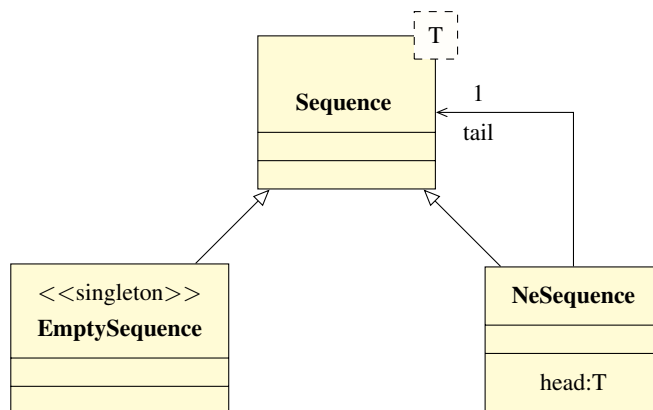 T
Sequence
1
tail
<<singleton>>
EmptySequence
NeSequence
head:T